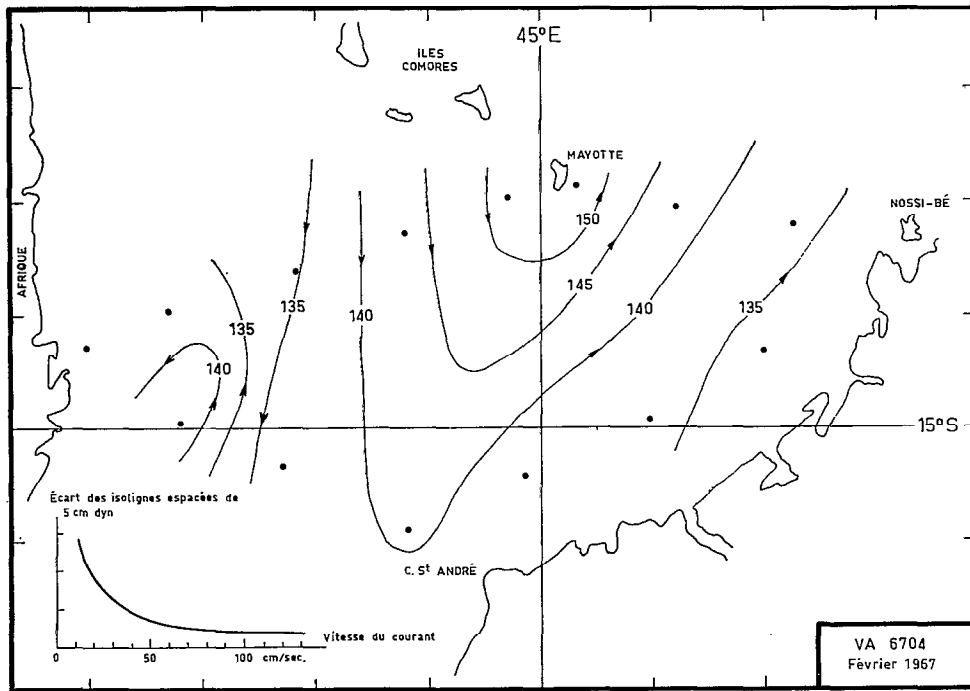 45°E
ILES
COMORES
MAYOTTE
NOSSI-BÉ
AFRIQUE
150
145
135
135
140
140
135
140
15°S
Écart des isolignes espacées de
5 cm dyn
C. St ANDRÉ
Vitesse du courant
0 50 100 cm/sec.
VA 6704
Février 1967